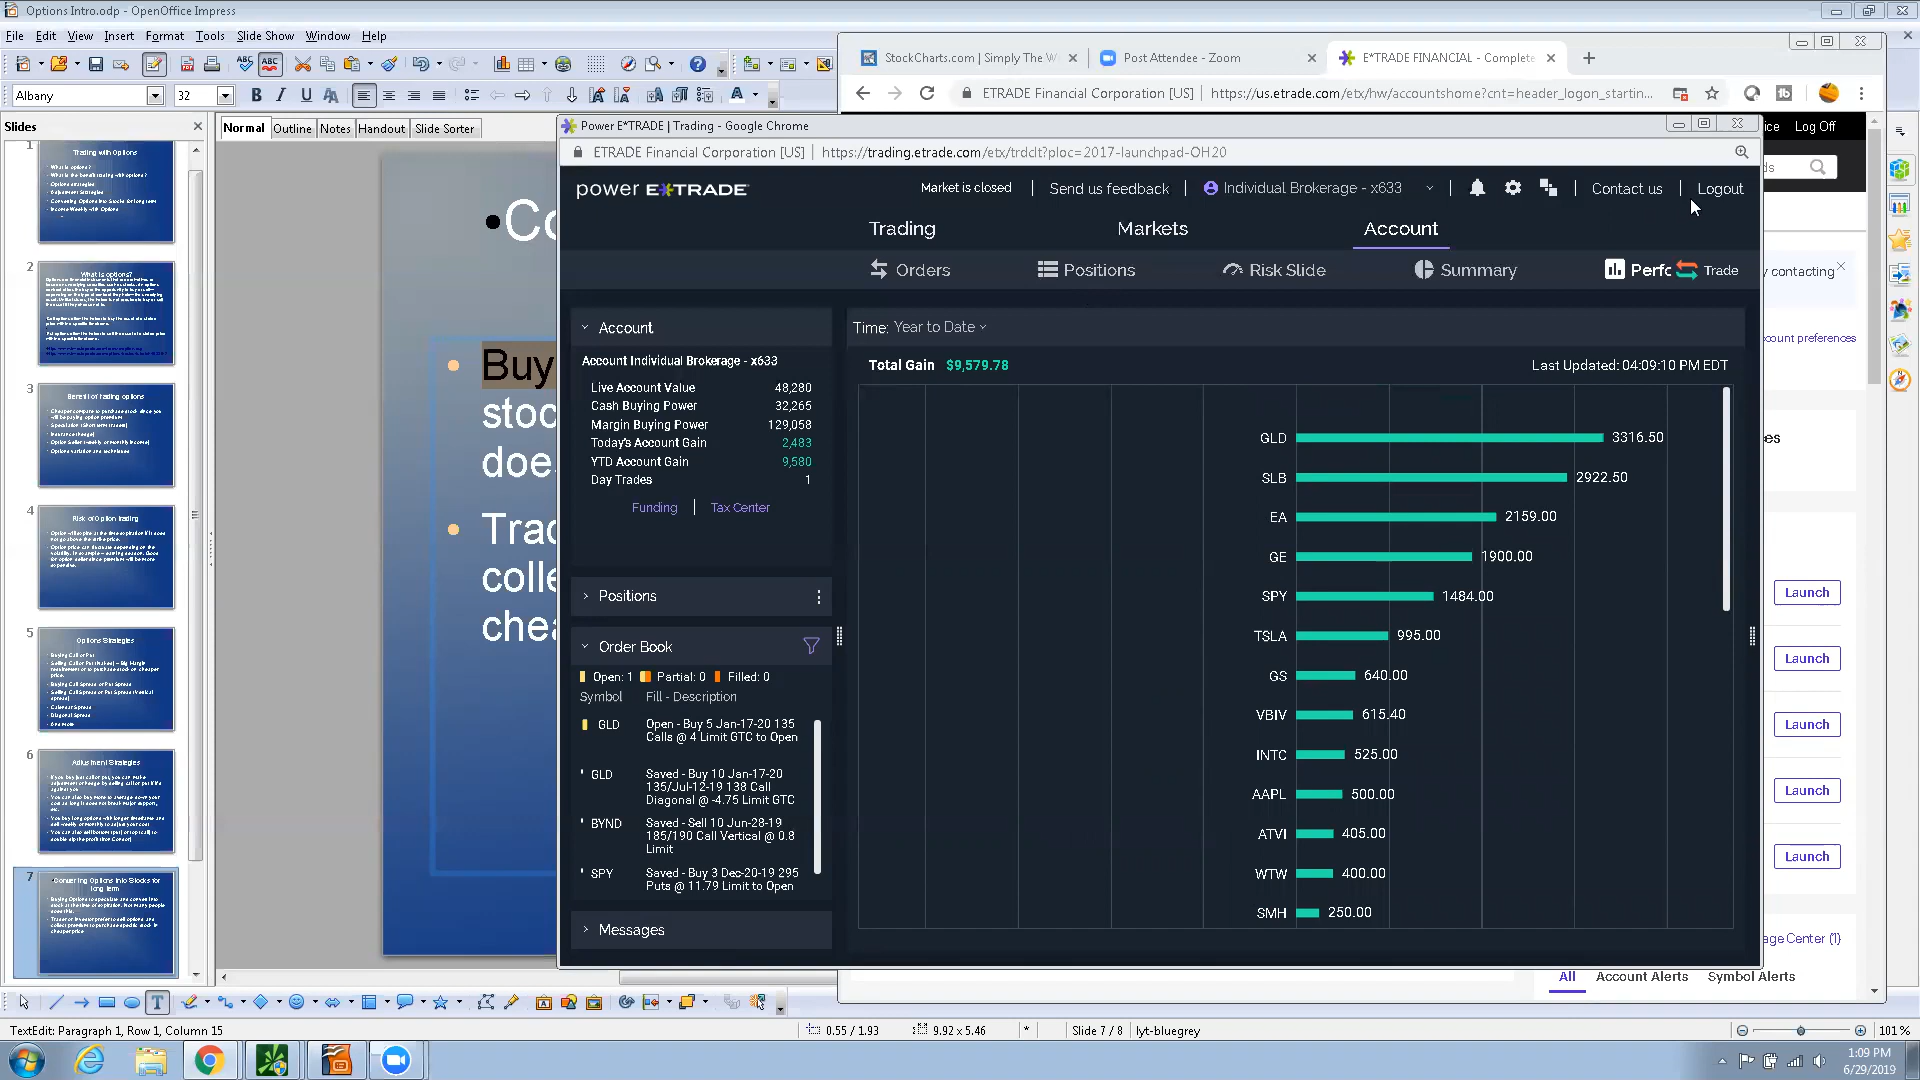 Options Intro.odp - OpenOffice Impress
File Edit View Insert Format Tools Slide Show Window Help
Albany 32
Slides
Normal Outline Notes Handout Slide Sorter
1
Trading with Options
2
What is options?
3
Benefit of trading options
4
Risk of Option trading
5
Options Strategies
6
Adjustment Strategies
7
Converting Options into Stocks for long term
Co
Buy
stoc
doe
Trad
colle
chea
StockCharts.com | Simply The W
Post Attendee - Zoom
E*TRADE FINANCIAL - Complete
ETRADE Financial Corporation [US] https://us.etrade.com/etx/hw/accountshome?cnt=header_logon_startin...
ice Log Off
ds
y contacting
ccount preferences
ces
Launch
Launch
Launch
Launch
Launch
age Center (1)
All Account Alerts Symbol Alerts
Power E*TRADE | Trading - Google Chrome
ETRADE Financial Corporation [US] https://trading.etrade.com/etx/trdclt?ploc=2017-launchpad-OH20
power E*TRADE
Market is closed Send us feedback Individual Brokerage - x633 Contact us Logout
Trading Markets Account
Orders Positions Risk Slide Summary Perfc Trade
Account
Account Individual Brokerage - x633
Live Account Value 48,280
Cash Buying Power 32,265
Margin Buying Power 129,058
Today's Account Gain 2,483
YTD Account Gain 9,580
Day Trades 1
Funding Tax Center
Positions
Order Book
Open: 1 Partial: 0 Filled: 0
Symbol Fill - Description
GLD Open - Buy 5 Jan-17-20 135
Calls @ 4 Limit GTC to Open
GLD Saved - Buy 10 Jan-17-20
135/Jul-12-19 138 Call
Diagonal @ -4.75 Limit GTC
BYND Saved - Sell 10 Jun-28-19
185/190 Call Vertical @ 0.8
Limit
SPY Saved - Buy 3 Dec-20-19 295
Puts @ 11.79 Limit to Open
Messages
Time: Year to Date
Total Gain $9,579.78 Last Updated: 04:09:10 PM EDT
GLD 3316.50
SLB 2922.50
EA 2159.00
GE 1900.00
SPY 1484.00
TSLA 995.00
GS 640.00
VBIV 615.40
INTC 525.00
AAPL 500.00
ATVI 405.00
WTW 400.00
SMH 250.00
TextEdit: Paragraph 1, Row 1, Column 15 0.55 / 1.93 9.92 x 5.46 * Slide 7 / 8 lyt-bluegrey 101%
1:09 PM
6/29/2019